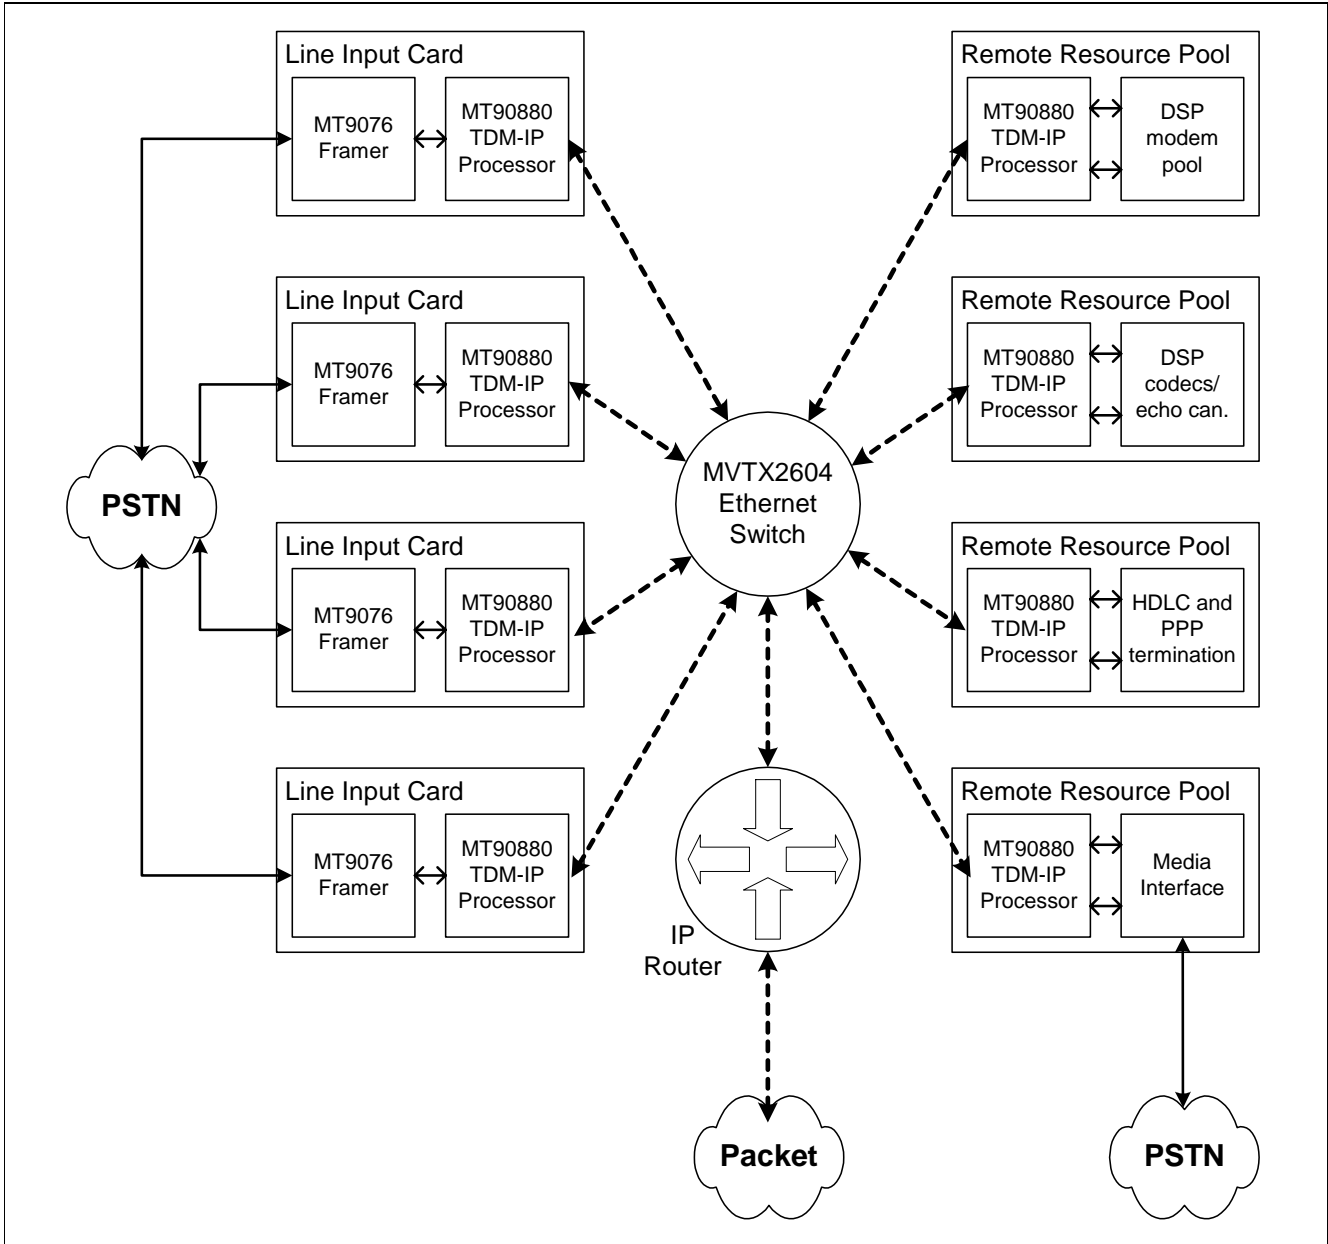 Line Input Card
MT9076
Framer
MT90880
TDM-IP
Processor
Line Input Card
MT9076
Framer
MT90880
TDM-IP
Processor
PSTN
Line Input Card
MT9076
Framer
MT90880
TDM-IP
Processor
Line Input Card
MT9076
Framer
MT90880
TDM-IP
Processor
MVTX2604
Ethernet
Switch
IP
Router
Packet
Remote Resource Pool
MT90880
TDM-IP
Processor
DSP
modem
pool
Remote Resource Pool
MT90880
TDM-IP
Processor
DSP
codecs/
echo can.
Remote Resource Pool
MT90880
TDM-IP
Processor
HDLC and
PPP
termination
Remote Resource Pool
MT90880
TDM-IP
Processor
Media
Interface
PSTN